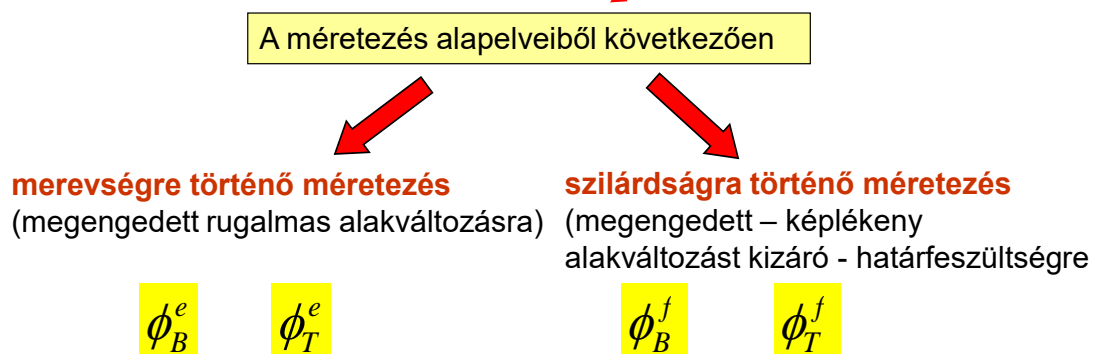 A méretezés alapelveiből következően
merevségre történő méretezés
(megengedett rugalmas alakváltozásra)
szilárdságra történő méretezés
(megengedett – képlékeny
alakváltozást kizáró - határfeszültségre
ϕ_B^e ϕ_T^e
ϕ_B^f ϕ_T^f